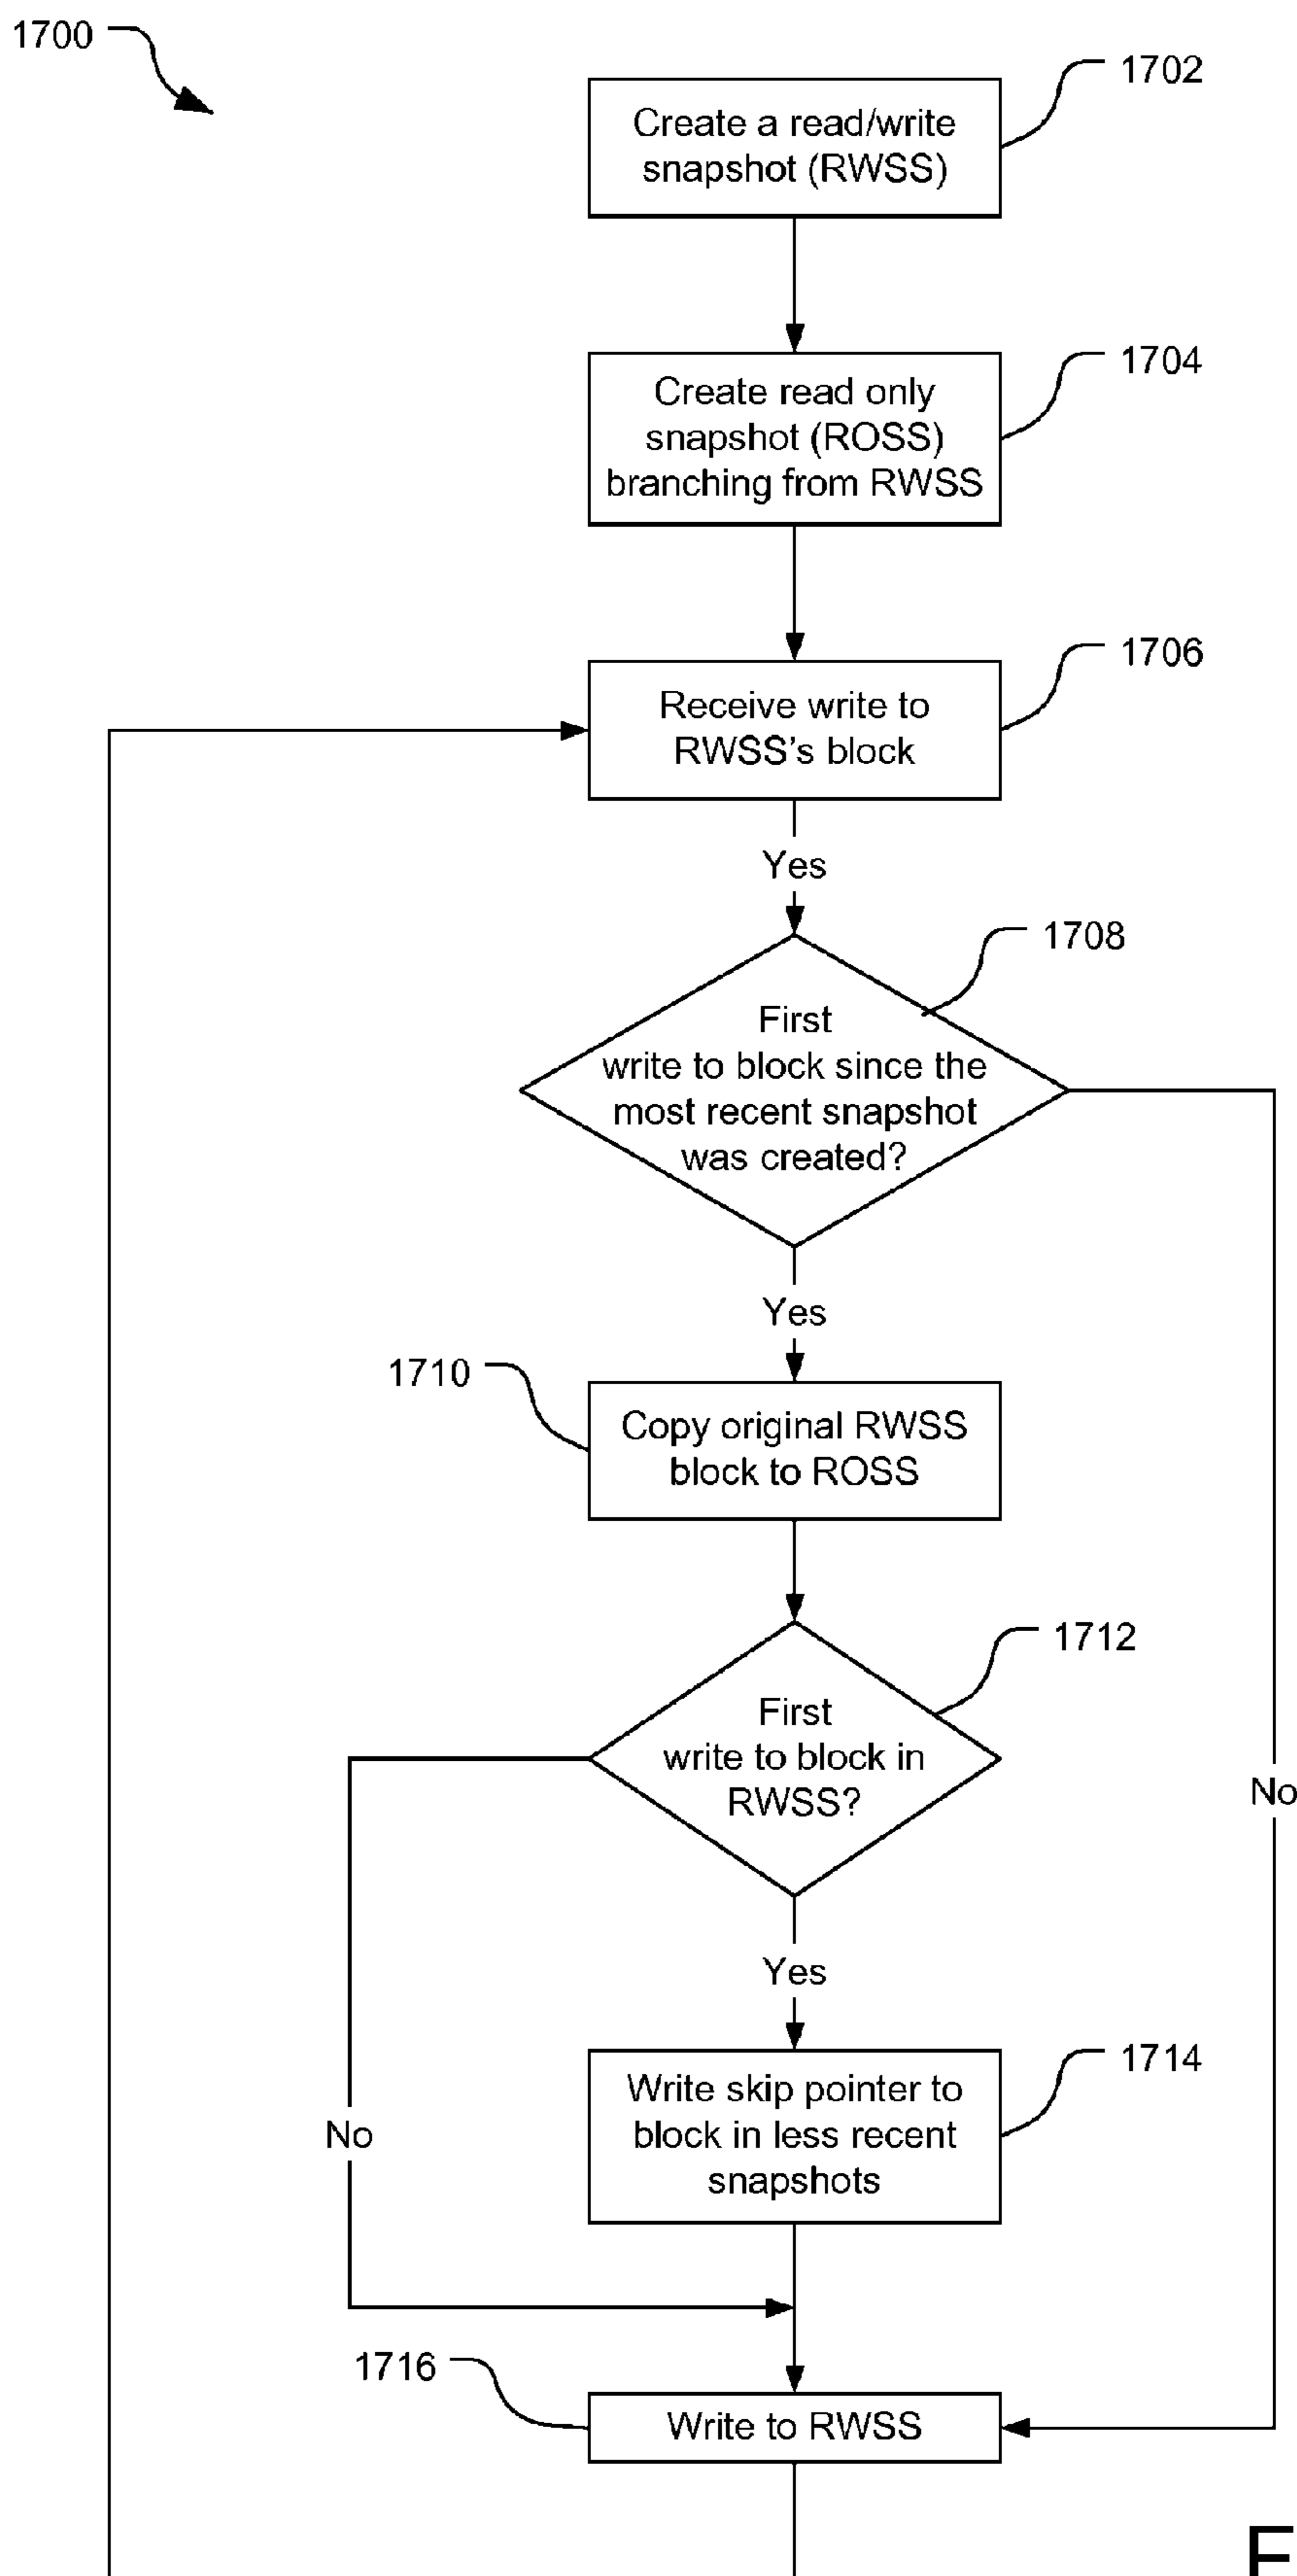 1700
1702
Create a read/write
snapshot (RWSS)
1704
Create read only
snapshot (ROSS)
branching from RWSS
1706
Receive write to
RWSS's block
Yes
1708
First
write to block since the
most recent snapshot
was created?
Yes
1710
Copy original RWSS
block to ROSS
1712
First
write to block in
RWSS?
No
Yes
1714
Write skip pointer to
block in less recent
snapshots
No
1716
Write to RWSS